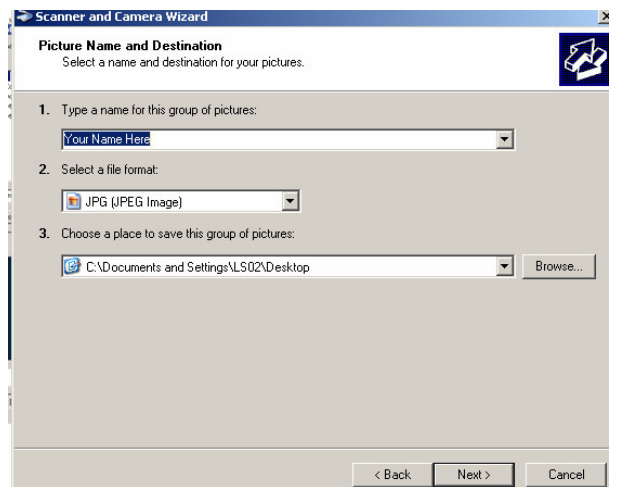 Scanner and Camera Wizard
Picture Name and Destination
Select a name and destination for your pictures.
1. Type a name for this group of pictures:
Your Name Here
2. Select a file format:
JPG (JPEG Image)
3. Choose a place to save this group of pictures:
C:\Documents and Settings\LS02\Desktop Browse...
< Back Next > Cancel